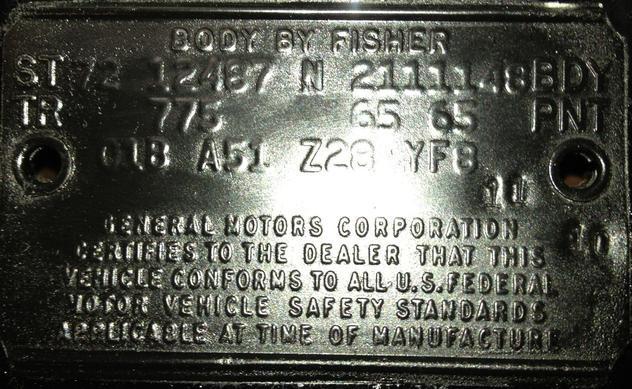 BODY BY FISHER
ST 72 12487 N 2111148 BDY
TR 775 65 65 PNT
01B A51 Z28 YF8
GENERAL MOTORS CORPORATION
CERTIFIES TO THE DEALER THAT THIS
VEHICLE CONFORMS TO ALL U.S. FEDERAL
MOTOR VEHICLE SAFETY STANDARDS
APPLICABLE AT TIME OF MANUFACTURE